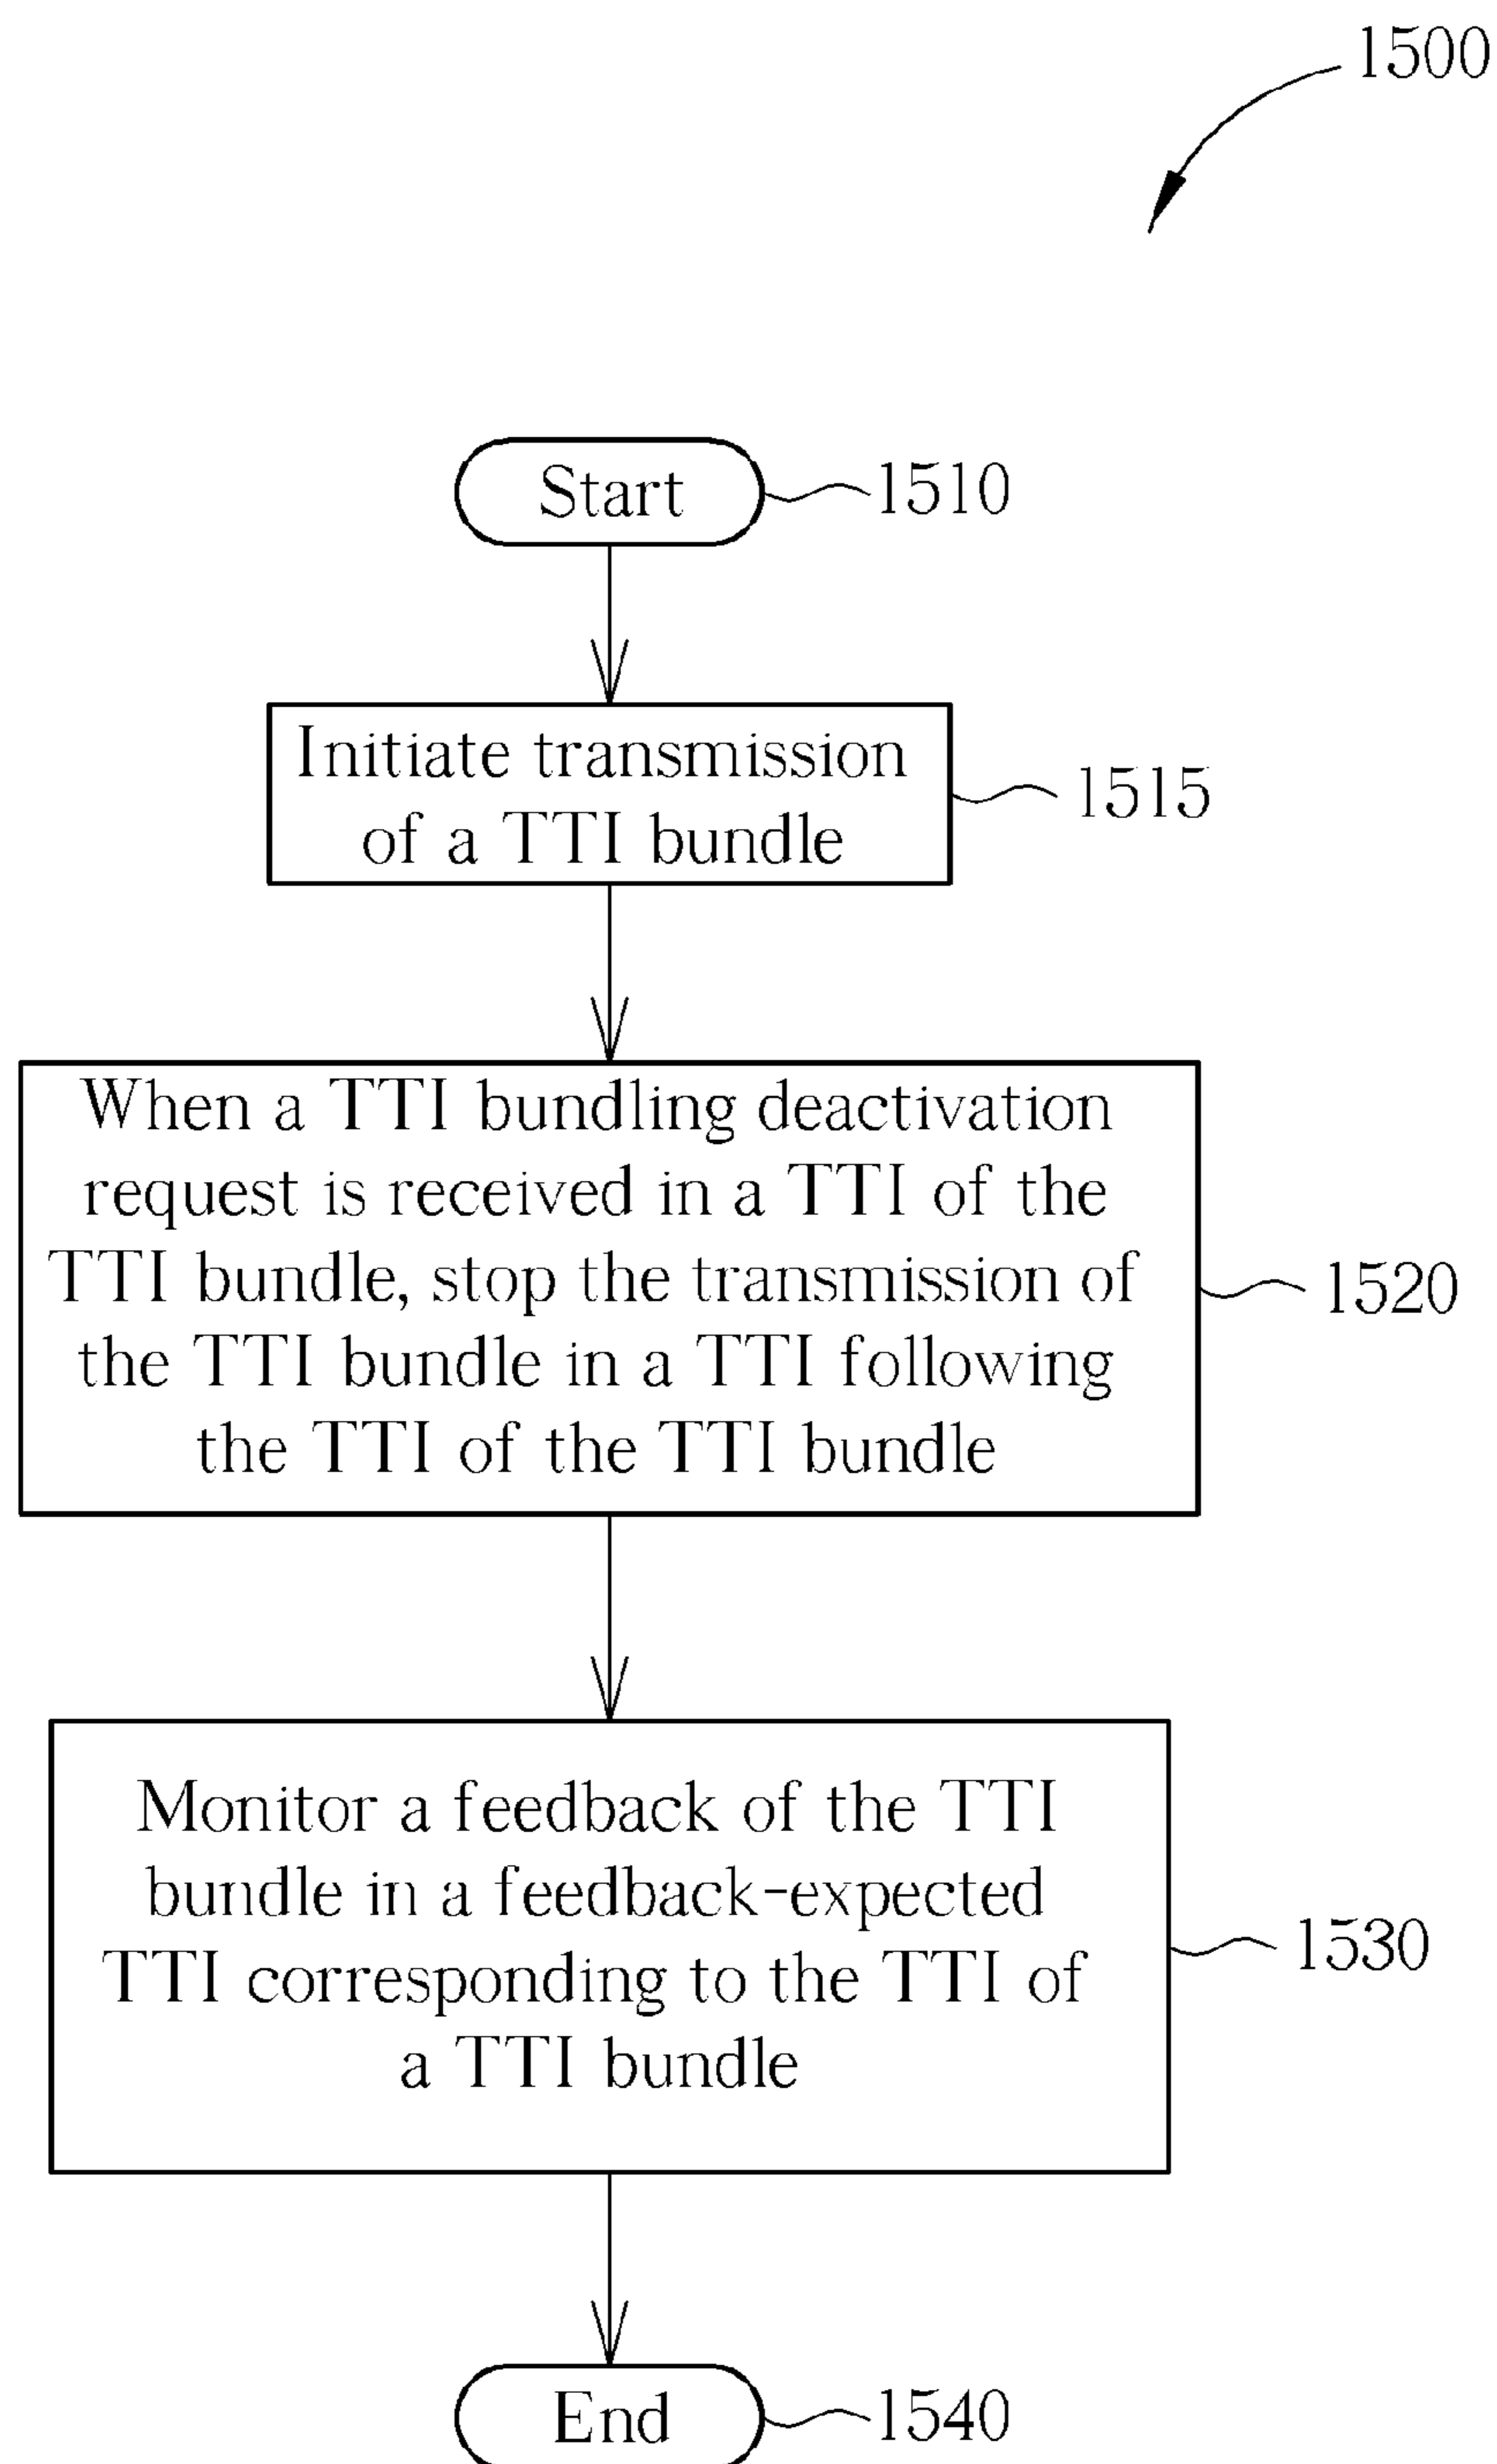 1500
Start
1510
Initiate transmission
of a TTI bundle
1515
When a TTI bundling deactivation
request is received in a TTI of the
TTI bundle, stop the transmission of
the TTI bundle in a TTI following
the TTI of the TTI bundle
1520
Monitor a feedback of the TTI
bundle in a feedback-expected
TTI corresponding to the TTI of
a TTI bundle
1530
End
1540